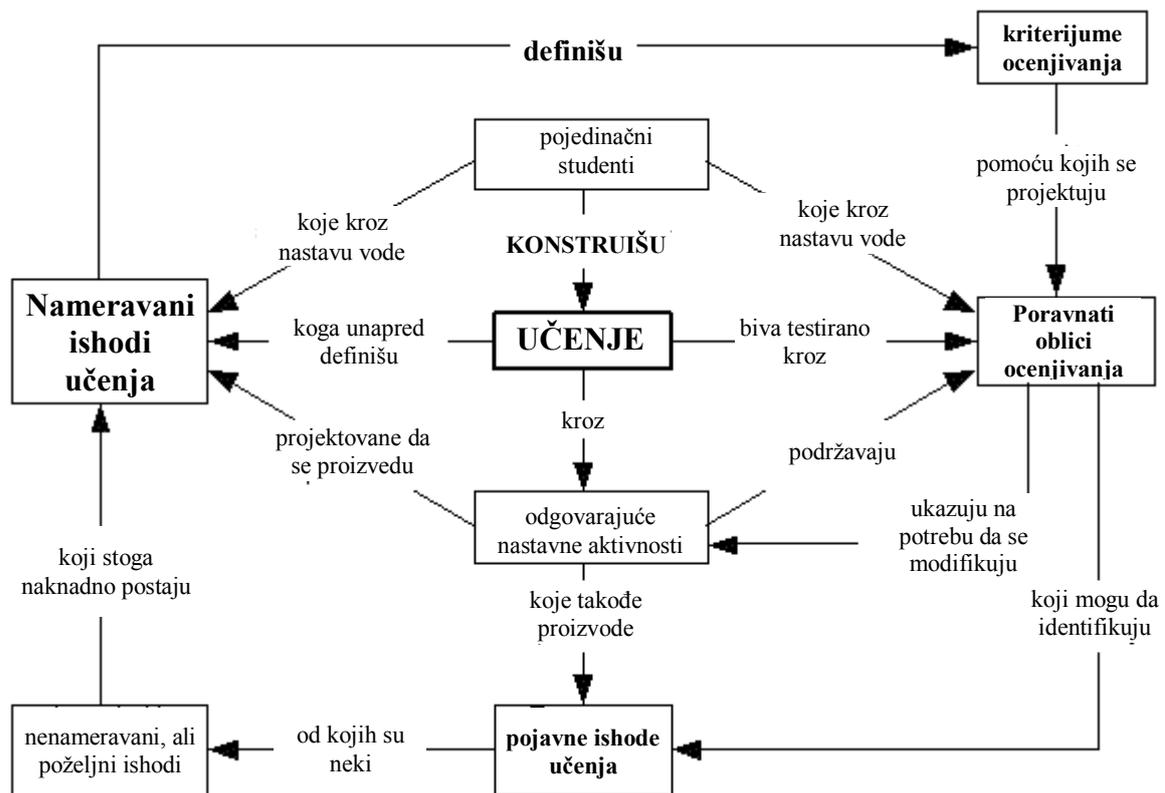 definišu
kriterijume
ocenjivanja
pojedinačni
studenti
pomoću kojih se
projektuju
koje kroz
nastavu vode
KONSTRUIŠU
koje kroz
nastavu vode
Nameravani
ishodi
učenja
koga unapred
definišu
UČENJE
biva testirano
kroz
Poravnati
oblici
ocenjivanja
projektovane da
se proizvedu
kroz
podržavaju
odgovarajuće
nastavne aktivnosti
ukazuju na
potrebu da se
modifikuju
koji stoga
naknadno postaju
koje takođe
proizvode
koji mogu da
identifikuju
nenameravani, ali
poželjni ishodi
od kojih su
neki
pojavne ishode
učenja